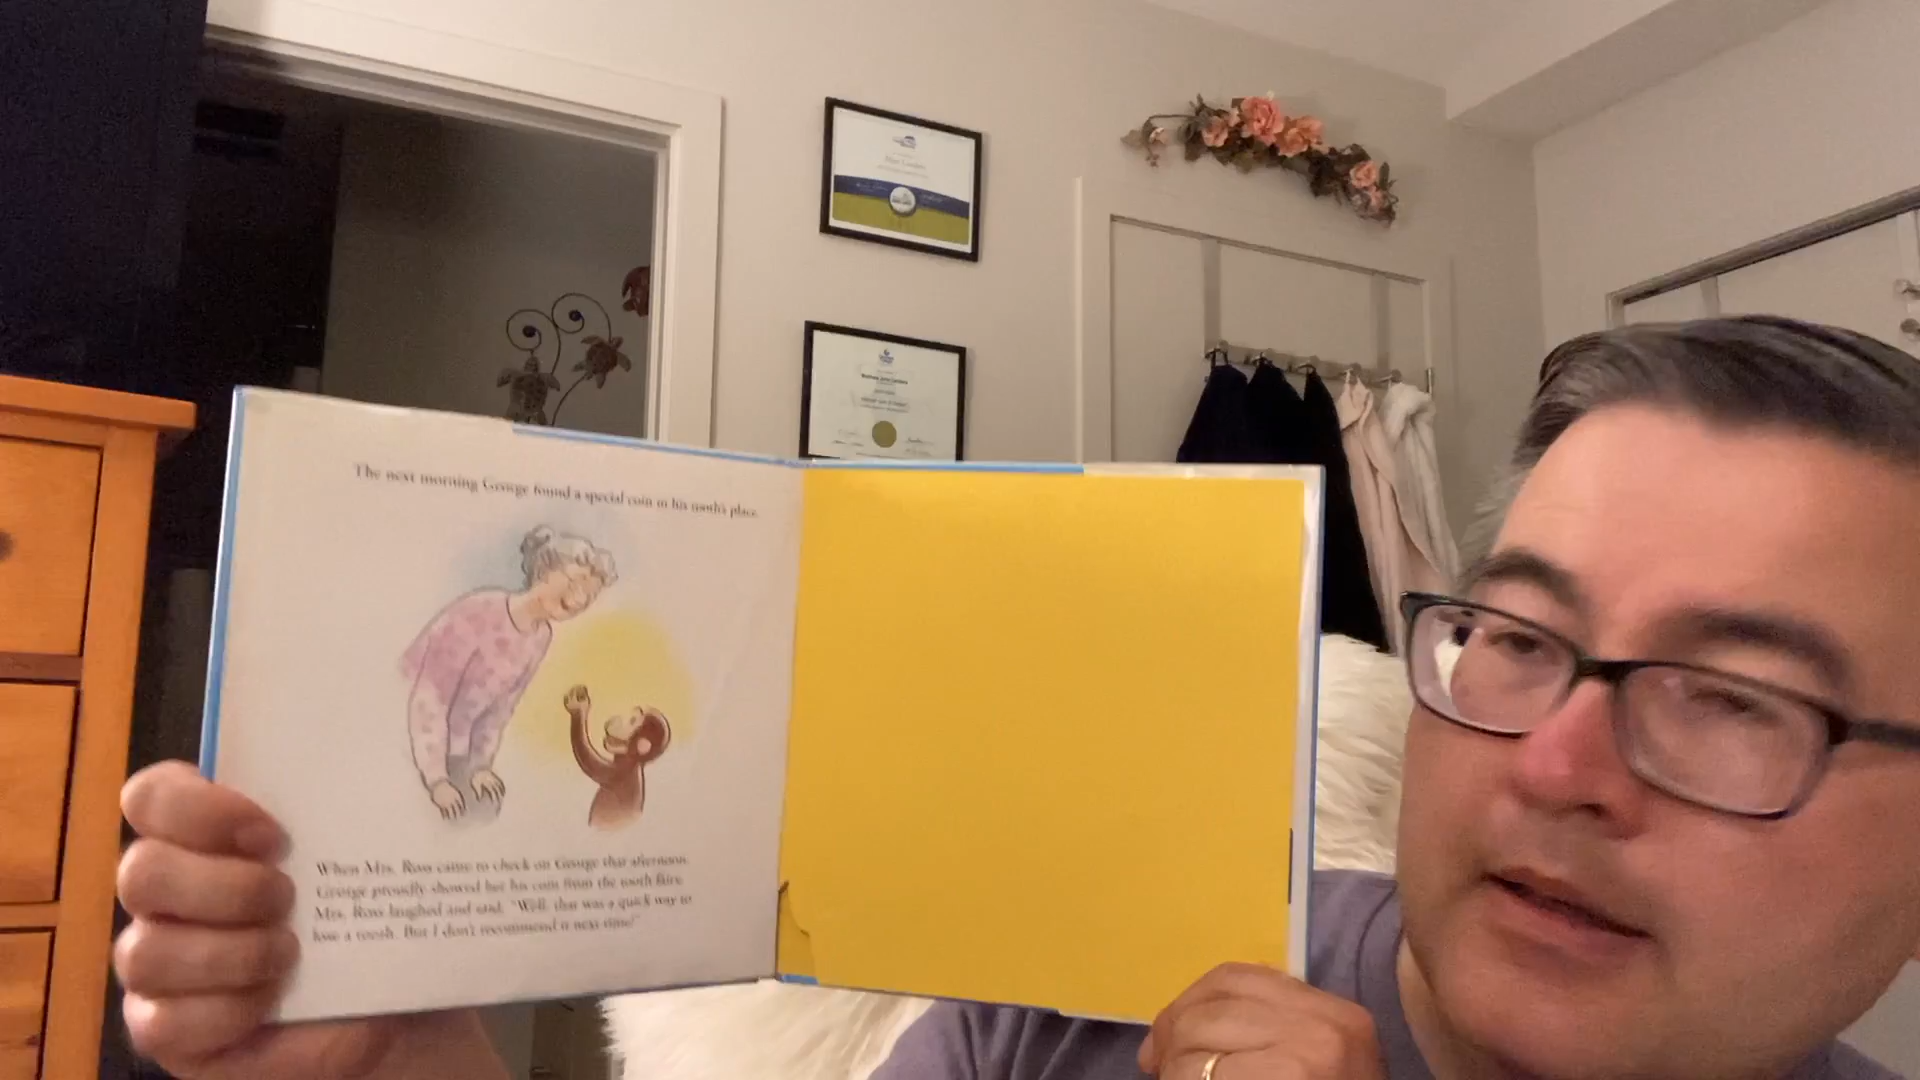 The next morning George found a special coin in his tooth's place.
When Mrs. Ross came to check on George that afternoon,
George proudly showed her his coin from the tooth fairy.
Mrs. Ross laughed and said, "Well, that was a quick way to
lose a tooth. But I don't recommend it next time!"